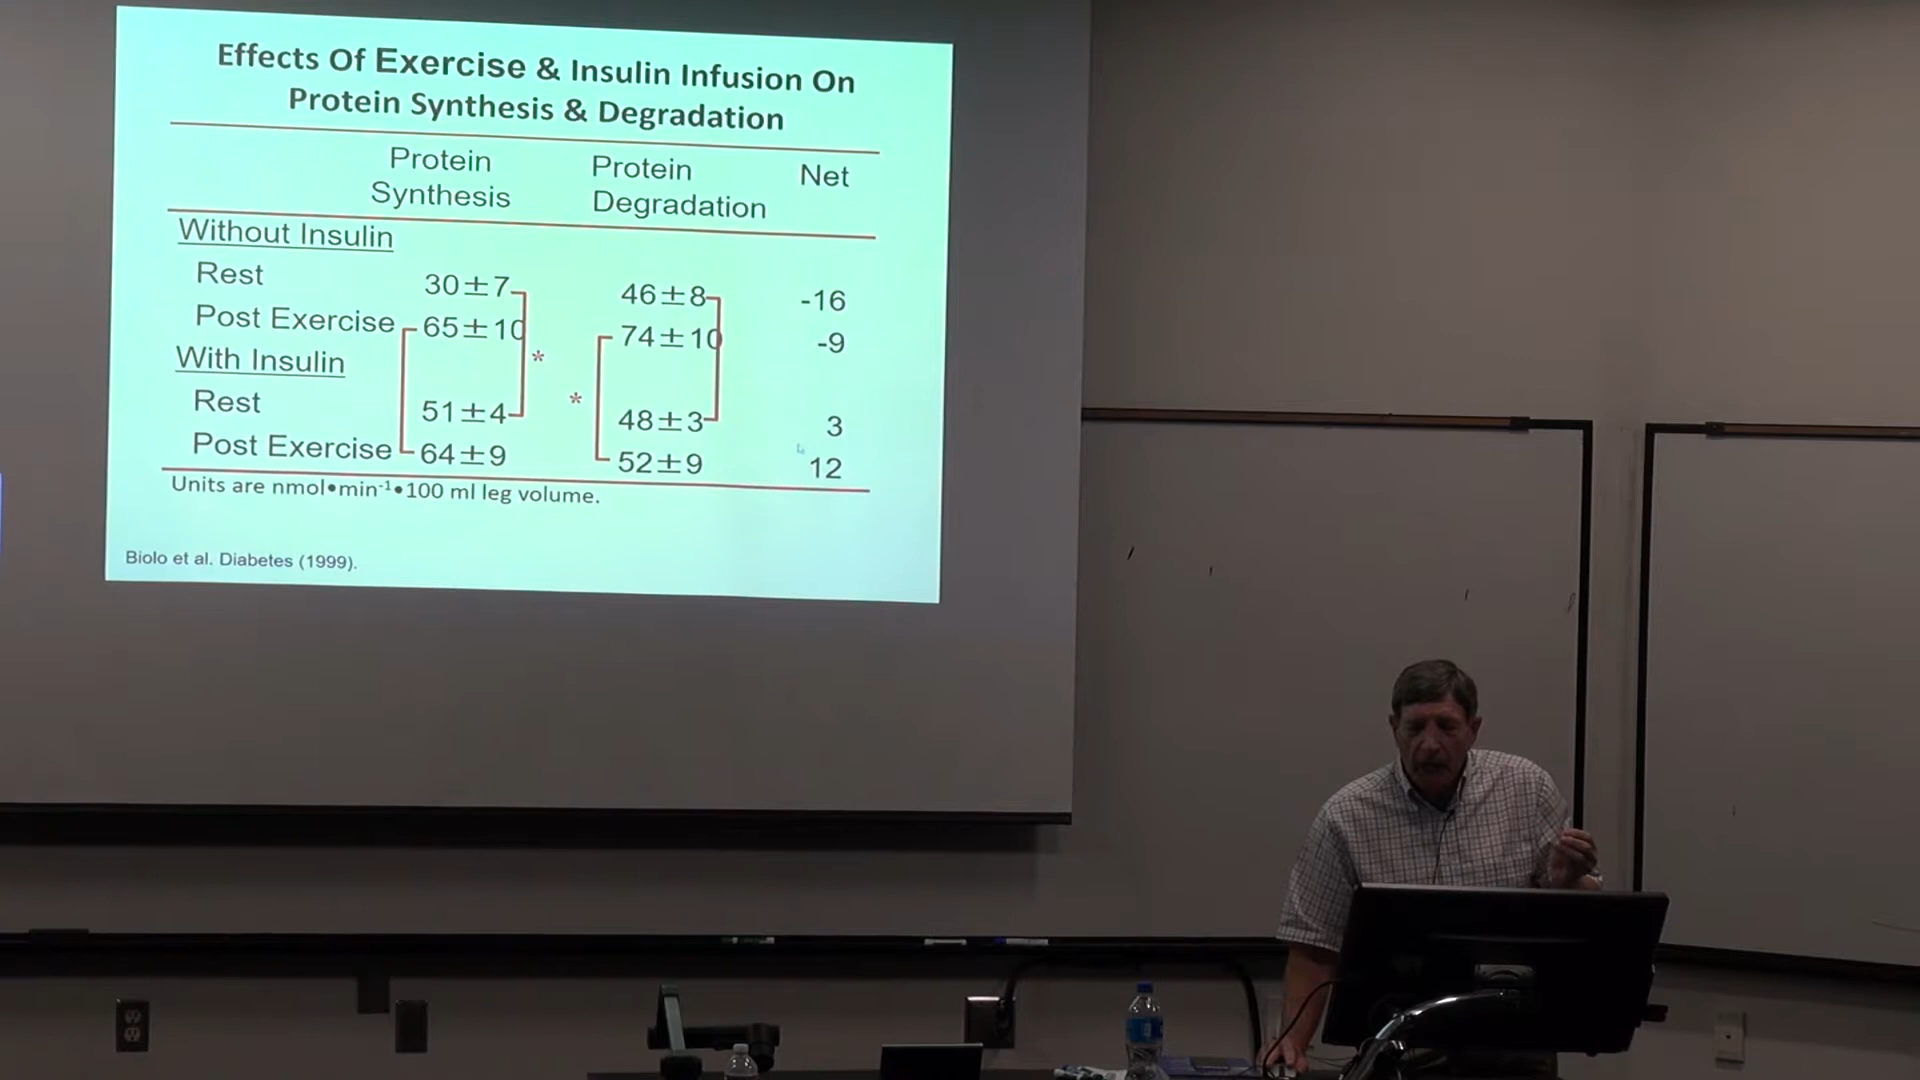 Effects Of Exercise & Insulin Infusion On
Protein Synthesis & Degradation
Protein Synthesis Protein Degradation Net
Without Insulin
Rest 30±7 46±8 -16
Post Exercise 65±10 74±10 -9
With Insulin
* *
Rest 51±4 48±3 3
Post Exercise 64±9 52±9 12
Units are nmol•min⁻¹•100 ml leg volume.
Biolo et al. Diabetes (1999).